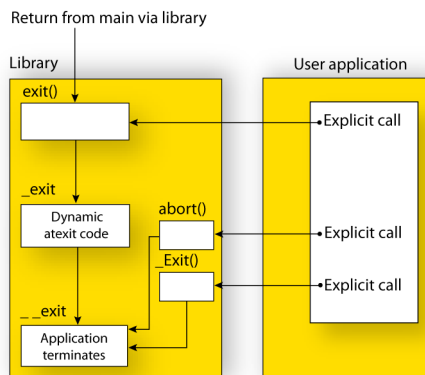 Return from main via library
Library
User application
exit()
Explicit call
_exit
Dynamic
atexit code
abort()
Explicit call
_Exit()
Explicit call
_ _exit
Application
terminates